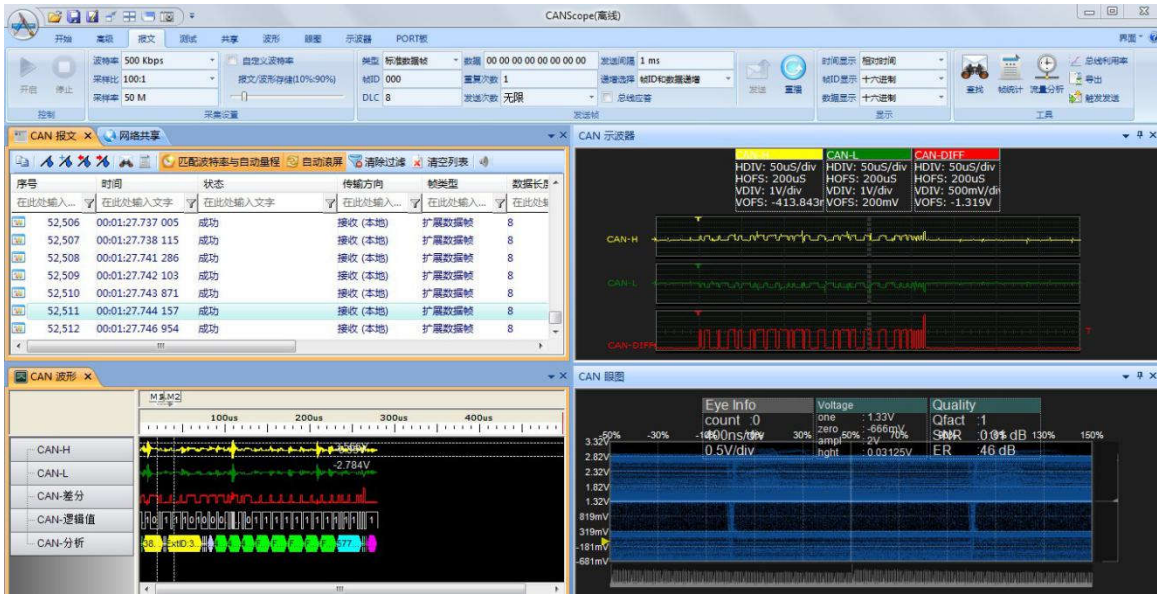 CANScope(离线)
开始 高级 报文 测试 共享 波形 眼图 示波器 PORT板 界面
波特率 500 Kbps 自定义波特率 类型 标准数据帧 数据 00 00 00 00 00 00 00 00 发送间隔 1 ms 时间显示 相对时间 总线利用率
开启 停止 采样比 100:1 报文/波形存储(10%:90%) 帧ID 000 重复次数 1 递增选择 帧ID和数据递增 发送 重播 帧ID显示 十六进制 查找 帧统计 流量分析 导出
采样率 50 M DLC 8 发送次数 无限 总线应答 数据显示 十六进制 触发发送
控制 采集设置 发送帧 显示 工具
CAN 报文 网络共享
匹配波特率与自动量程 自动滚屏 清除过滤 清空列表
序号 时间 状态 传输方向 帧类型 数据长度
在此处输入... 在此处输入文字 在此处输入文字 在此处输入... 在此处输入... 在此处输
52,506 00:01:27.737 005 成功 接收 (本地) 扩展数据帧 8
52,507 00:01:27.738 115 成功 接收 (本地) 扩展数据帧 8
52,508 00:01:27.741 286 成功 接收 (本地) 扩展数据帧 8
52,509 00:01:27.742 103 成功 接收 (本地) 扩展数据帧 8
52,510 00:01:27.743 871 成功 接收 (本地) 扩展数据帧 8
52,511 00:01:27.744 157 成功 接收 (本地) 扩展数据帧 8
52,512 00:01:27.746 954 成功 接收 (本地) 扩展数据帧 8
CAN 示波器
CAN-H CAN-L CAN-DIFF
HDIV: 50uS/div HDIV: 50uS/div HDIV: 50uS/div
HOFS: 200uS HOFS: 200uS HOFS: 200uS
VDIV: 1V/div VDIV: 1V/div VDIV: 500mV/div
VOFS: -413.843m VOFS: 200mV VOFS: -1.319V
CAN-H
CAN-L
CAN-DIFF
CAN 波形
M2
100us 200us 300us 400us
CAN-H
CAN-L -2.784V
CAN-差分
CAN-逻辑值
CAN-分析 ExtID:3... 577...
CAN 眼图
Eye Info Voltage Quality
count :0 one : 1.33V Qfact :1
400ns/div zero : -666mV SNR
0.5V/div ampl : 2V ER :46 dB
hght : 0.03125V
-50% -30% 30% 50% 70% 130% 150%
3.32V
2.82V
2.32V
1.82V
1.32V
819mV
319mV
-181mV
-681mV